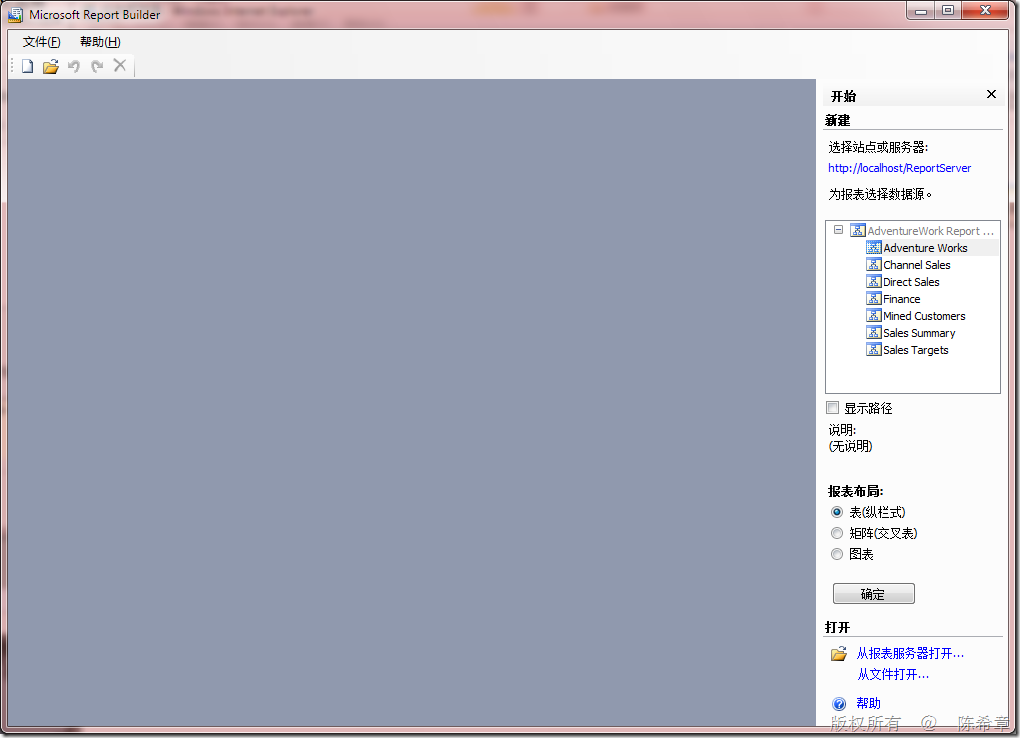 Microsoft Report Builder
文件(F) 帮助(H)
开始
新建
选择站点或服务器:
http://localhost/ReportServer
为报表选择数据源。
AdventureWork Report ...
Adventure Works
Channel Sales
Direct Sales
Finance
Mined Customers
Sales Summary
Sales Targets
显示路径
说明:
(无说明)
报表布局:
表(纵栏式)
矩阵(交叉表)
图表
确定
打开
从报表服务器打开...
从文件打开...
帮助
版权所有 @ 陈希章